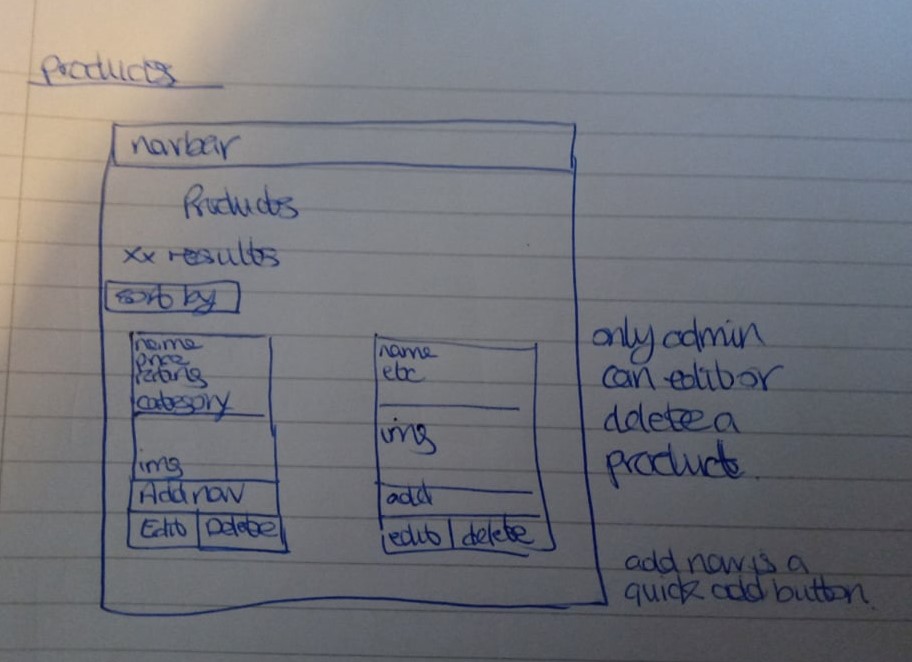 Products
navbar
Products
xx results
sort by
name
price
rating
category
img
Add now
Edit Delete
name
etc
img
add
edit delete
only admin
can edit or
delete a
product.
add now is a
quick add button.